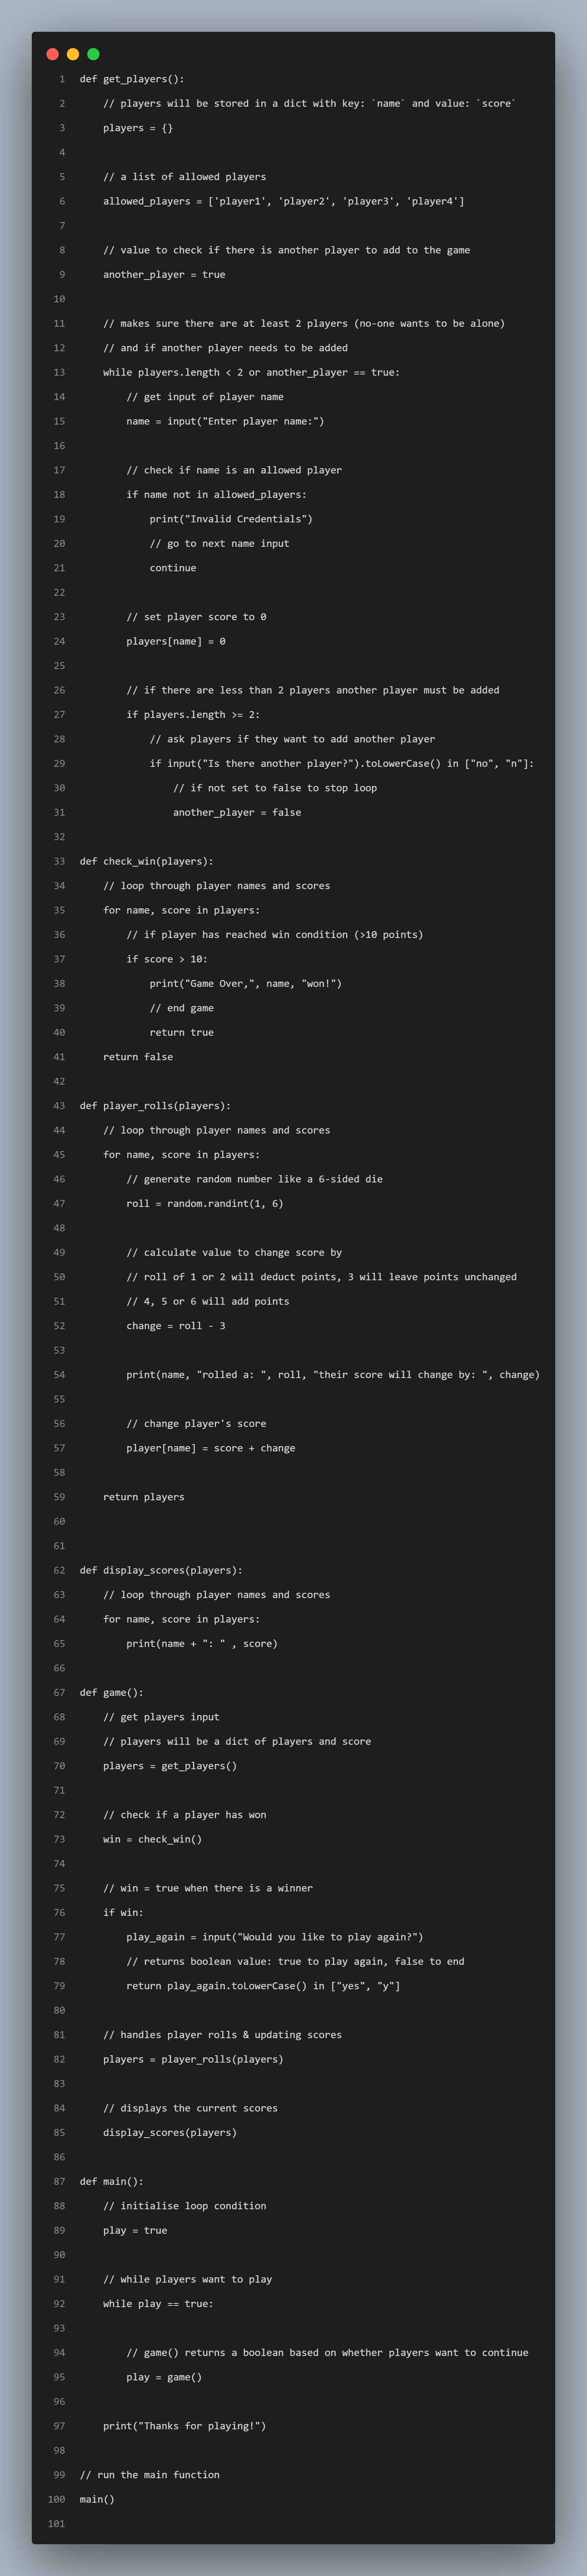 1 def get_players():
2     // players will be stored in a dict with key: `name` and value: `score`
3     players = {}
4
5     // a list of allowed players
6     allowed_players = ['player1', 'player2', 'player3', 'player4']
7
8     // value to check if there is another player to add to the game
9     another_player = true
10
11     // makes sure there are at least 2 players (no-one wants to be alone)
12     // and if another player needs to be added
13     while players.length < 2 or another_player == true:
14         // get input of player name
15         name = input("Enter player name:")
16
17         // check if name is an allowed player
18         if name not in allowed_players:
19             print("Invalid Credentials")
20             // go to next name input
21             continue
22
23         // set player score to 0
24         players[name] = 0
25
26         // if there are less than 2 players another player must be added
27         if players.length >= 2:
28             // ask players if they want to add another player
29             if input("Is there another player?").toLowerCase() in ["no", "n"]:
30                 // if not set to false to stop loop
31                 another_player = false
32
33 def check_win(players):
34     // loop through player names and scores
35     for name, score in players:
36         // if player has reached win condition (>10 points)
37         if score > 10:
38             print("Game Over,", name, "won!")
39             // end game
40             return true
41     return false
42
43 def player_rolls(players):
44     // loop through player names and scores
45     for name, score in players:
46         // generate random number like a 6-sided die
47         roll = random.randint(1, 6)
48
49         // calculate value to change score by
50         // roll of 1 or 2 will deduct points, 3 will leave points unchanged
51         // 4, 5 or 6 will add points
52         change = roll - 3
53
54         print(name, "rolled a: ", roll, "their score will change by: ", change)
55
56         // change player's score
57         player[name] = score + change
58
59     return players
60
61
62 def display_scores(players):
63     // loop through player names and scores
64     for name, score in players:
65         print(name + ": " , score)
66
67 def game():
68     // get players input
69     // players will be a dict of players and score
70     players = get_players()
71
72     // check if a player has won
73     win = check_win()
74
75     // win = true when there is a winner
76     if win:
77         play_again = input("Would you like to play again?")
78         // returns boolean value: true to play again, false to end
79         return play_again.toLowerCase() in ["yes", "y"]
80
81     // handles player rolls & updating scores
82     players = player_rolls(players)
83
84     // displays the current scores
85     display_scores(players)
86
87 def main():
88     // initialise loop condition
89     play = true
90
91     // while players want to play
92     while play == true:
93
94         // game() returns a boolean based on whether players want to continue
95         play = game()
96
97     print("Thanks for playing!")
98
99 // run the main function
100 main()
101